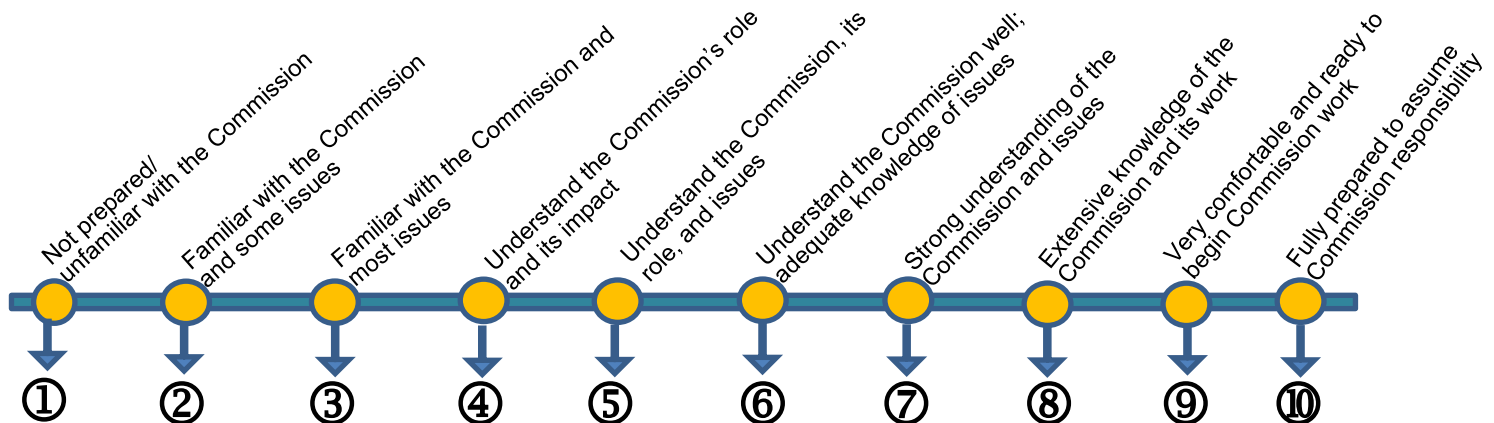 Not prepared/
unfamiliar with the Commission
Familiar with the Commission
and some issues
Familiar with the Commission and
most issues
Understand the Commission’s role
and its impact
Understand the Commission, its
role, and issues
Understand the Commission well;
adequate knowledge of issues
Strong understanding of the
Commission and issues
Extensive knowledge of the
Commission and its work
Very comfortable and ready to
begin Commission work
Fully prepared to assume
Commission responsibility
① ② ③ ④ ⑤ ⑥ ⑦ ⑧ ⑨ ⑩